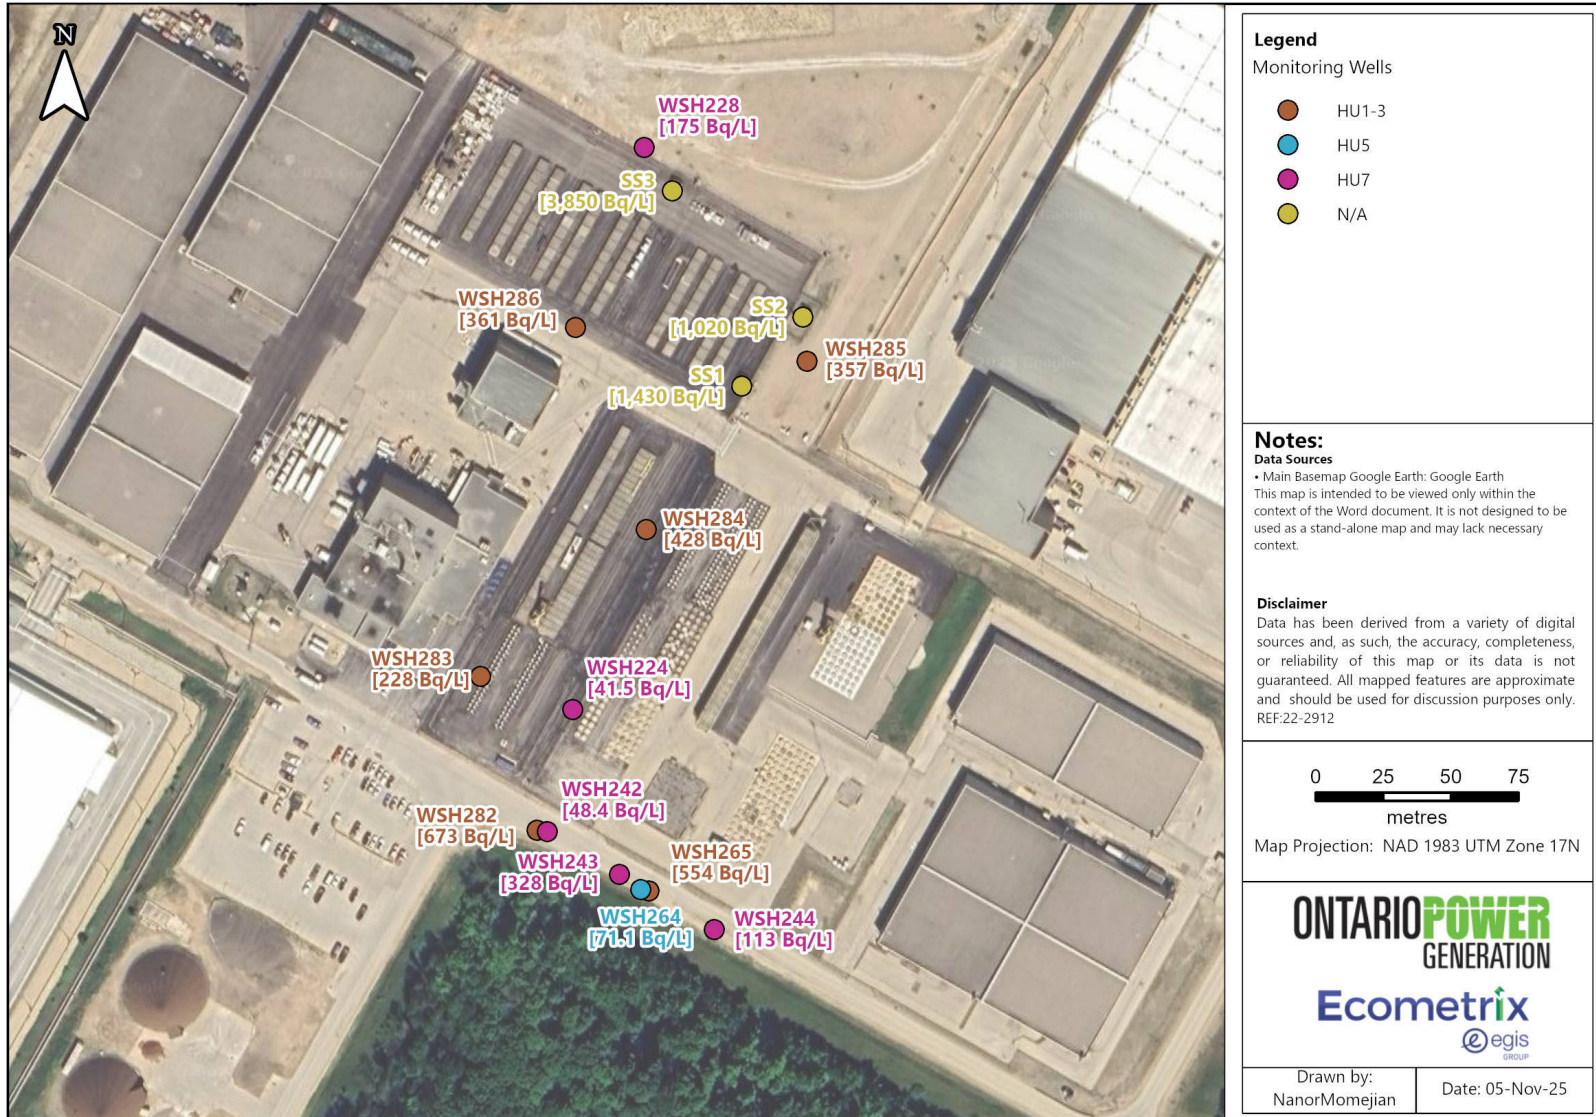 N
WSH228
[175 Bq/L]
SS3
[3,850 Bq/L]
WSH286
[361 Bq/L]
SS2
[1,020 Bq/L]
WSH285
[357 Bq/L]
SS1
[1,430 Bq/L]
WSH284
[428 Bq/L]
WSH283
[228 Bq/L]
WSH224
[41.5 Bq/L]
WSH242
[48.4 Bq/L]
WSH282
[673 Bq/L]
WSH243
[328 Bq/L]
WSH265
[554 Bq/L]
WSH264
[71.1 Bq/L]
WSH244
[113 Bq/L]
Legend
Monitoring Wells
HU1-3
HU5
HU7
N/A
Notes:
Data Sources
• Main Basemap Google Earth: Google Earth
This map is intended to be viewed only within the
context of the Word document. It is not designed to be
used as a stand-alone map and may lack necessary
context.
Disclaimer
Data has been derived from a variety of digital
sources and, as such, the accuracy, completeness,
or reliability of this map or its data is not
guaranteed. All mapped features are approximate
and should be used for discussion purposes only.
REF:22-2912
0 25 50 75
metres
Map Projection: NAD 1983 UTM Zone 17N
ONTARIOPOWER
GENERATION
Ecometrix
egis
GROUP
Drawn by:
NanorMomejian
Date: 05-Nov-25